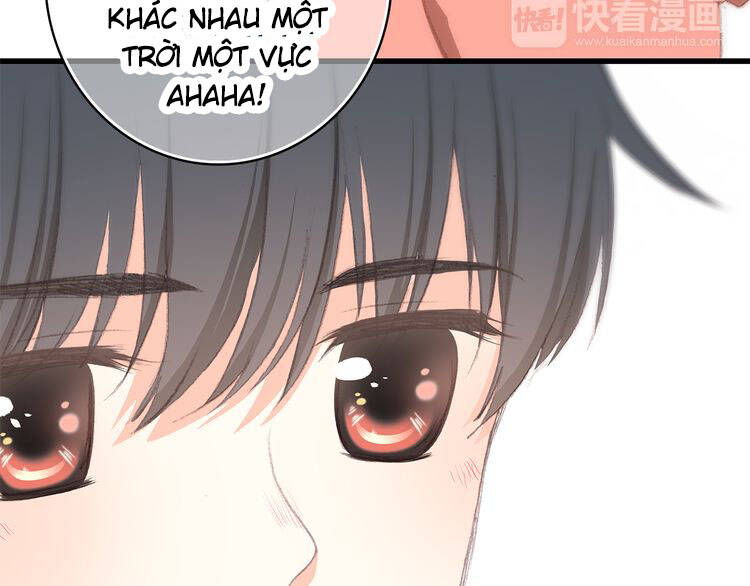 KHÁC NHAU MỘT
TRỜI MỘT VỰC
AHAHA!
快看! 快看漫画
www.kuaikanmanhua.com